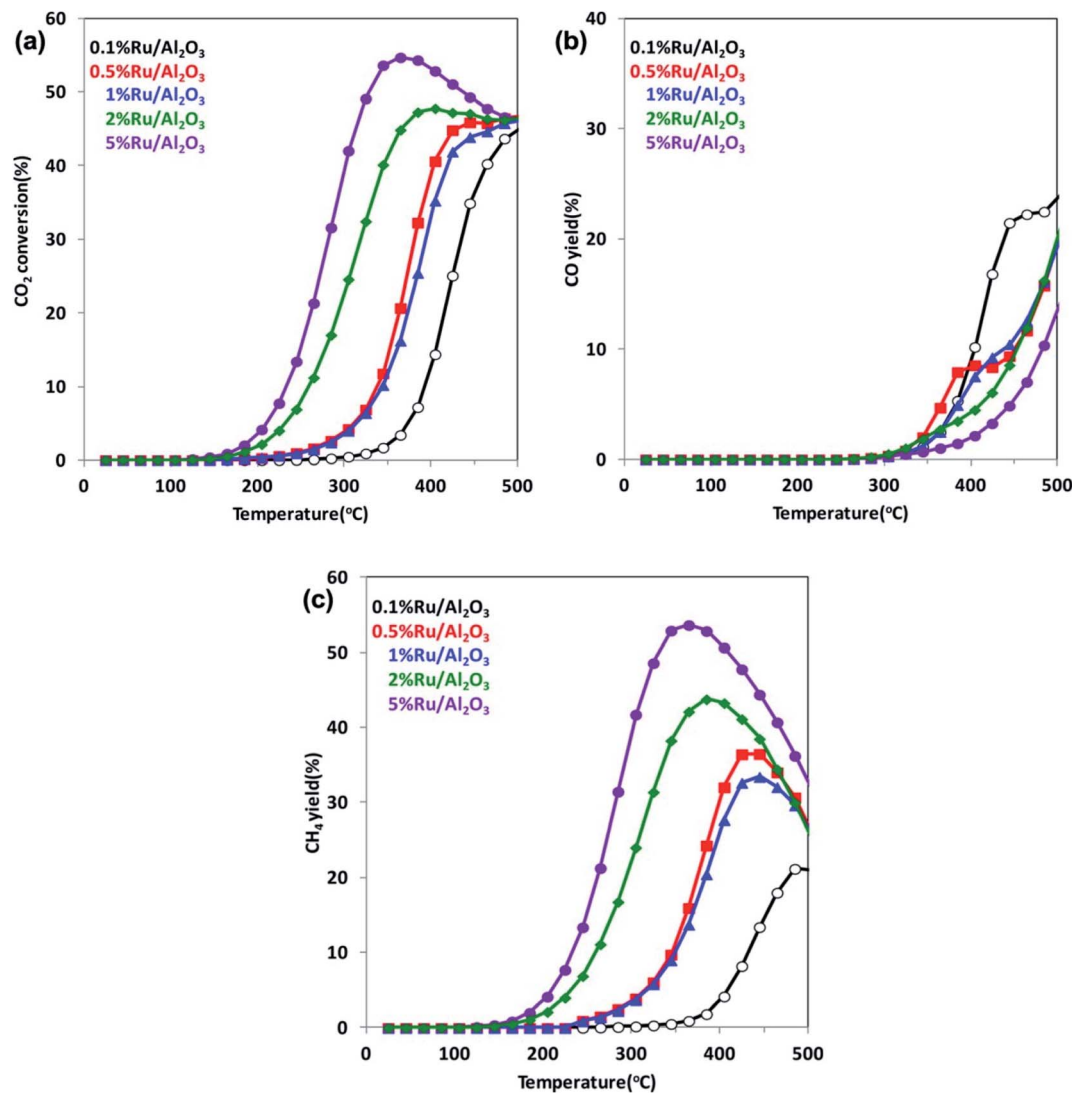 (a)
60
50
40
30
20
10
0
CO₂ conversion(%)
0.1%Ru/Al₂O₃
0.5%Ru/Al₂O₃
1%Ru/Al₂O₃
2%Ru/Al₂O₃
5%Ru/Al₂O₃
0 100 200 300 400 500
Temperature(°C)
(b)
40
30
20
10
0
CO yield(%)
0.1%Ru/Al₂O₃
0.5%Ru/Al₂O₃
1%Ru/Al₂O₃
2%Ru/Al₂O₃
5%Ru/Al₂O₃
0 100 200 300 400 500
Temperature(°C)
(c)
60
50
40
30
20
10
0
CH₄ yield(%)
0.1%Ru/Al₂O₃
0.5%Ru/Al₂O₃
1%Ru/Al₂O₃
2%Ru/Al₂O₃
5%Ru/Al₂O₃
0 100 200 300 400 500
Temperature(°C)